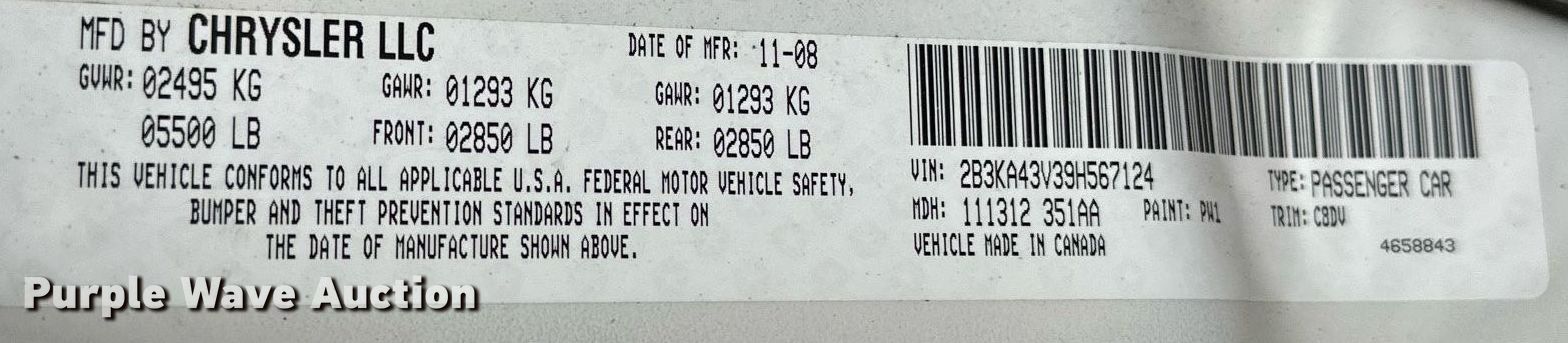 MFD BY CHRYSLER LLC DATE OF MFR: 11-08
GVWR: 02495 KG GAWR: 01293 KG GAWR: 01293 KG
05500 LB FRONT: 02850 LB REAR: 02850 LB
THIS VEHICLE CONFORMS TO ALL APPLICABLE U.S.A. FEDERAL MOTOR VEHICLE SAFETY,
BUMPER AND THEFT PREVENTION STANDARDS IN EFFECT ON
THE DATE OF MANUFACTURE SHOWN ABOVE.
VIN: 2B3KA43V39H567124 TYPE: PASSENGER CAR
MDH: 111312 351AA PAINT: PW1 TRIM: C8DV
VEHICLE MADE IN CANADA 4658843
Purple Wave Auction